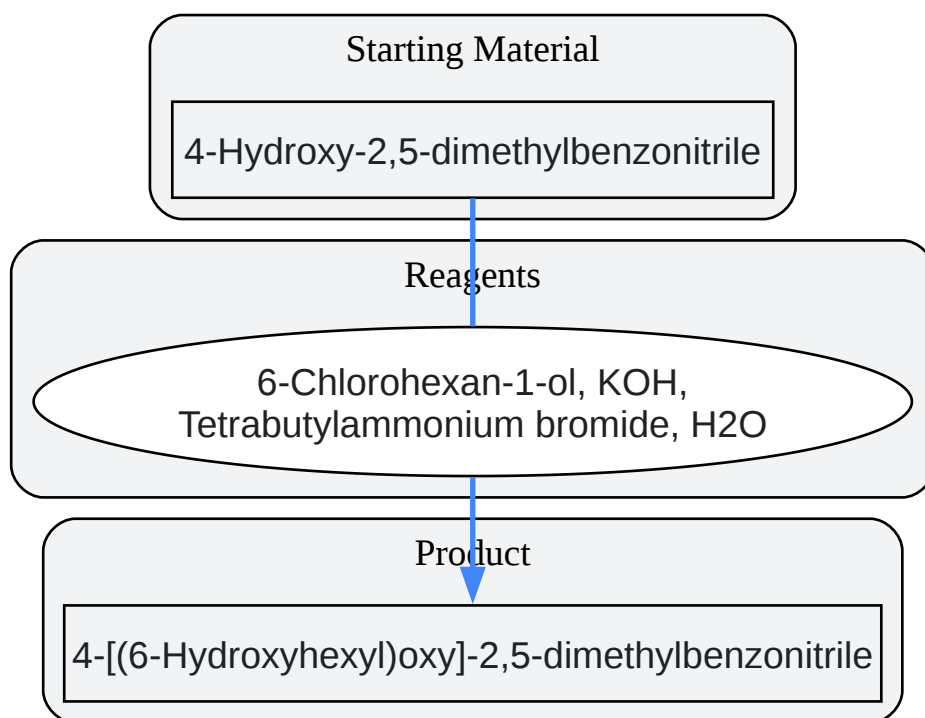 Starting Material
4-Hydroxy-2,5-dimethylbenzonitrile
Reagents
6-Chlorohexan-1-ol, KOH,
Tetrabutylammonium bromide, H2O
Product
4-[(6-Hydroxyhexyl)oxy]-2,5-dimethylbenzonitrile